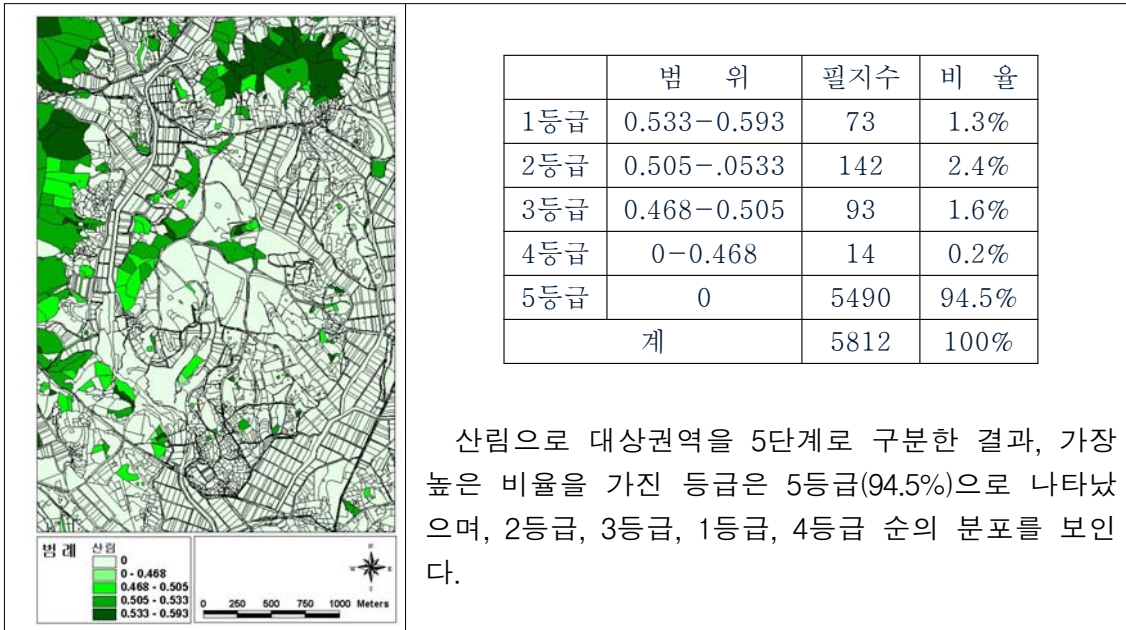 범 위 필지수 비 율
1등급 0.533-0.593 73 1.3%
2등급 0.505-.0533 142 2.4%
3등급 0.468-0.505 93 1.6%
4등급 0-0.468 14 0.2%
5등급 0 5490 94.5%
계 5812 100%
산림으로 대상권역을 5단계로 구분한 결과, 가장
높은 비율을 가진 등급은 5등급(94.5%)으로 나타났
으며, 2등급, 3등급, 1등급, 4등급 순의 분포를 보인
다.
범 례 산림
0
0 - 0.468
0.468 - 0.505
0.505 - 0.533
0.533 - 0.593
0 250 500 750 1000 Meters